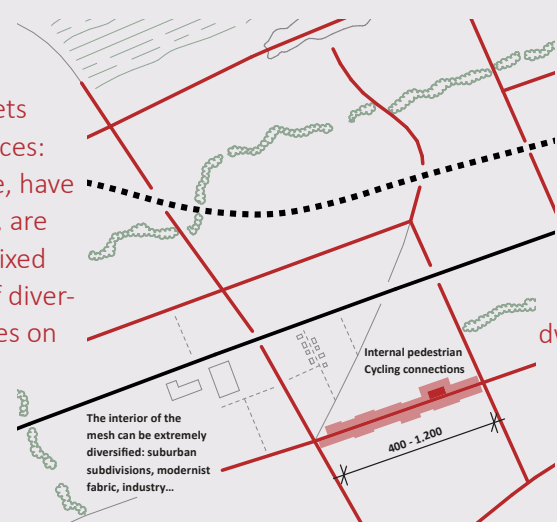 ets
ces:
e, have
, are
ixed
f diver-
es on
dw
Internal pedestrian
Cycling connections
400 - 1.200
The interior of the
mesh can be extremely
diversified: suburban
subdivisions, modernist
fabric, industry...